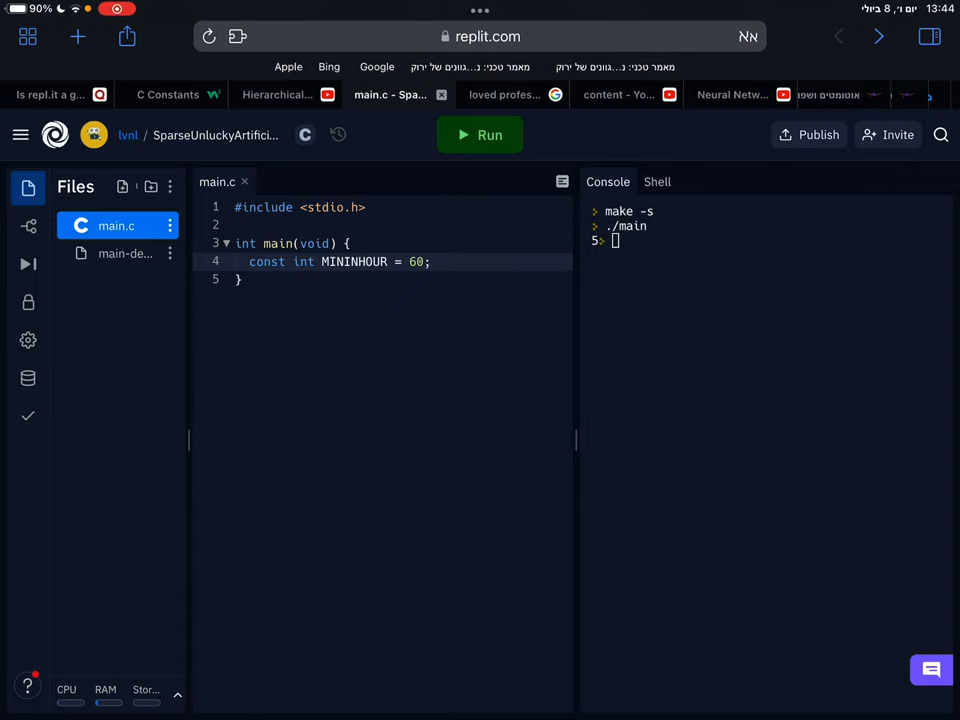 90%
13:44 יום ו׳, 8 ביולי
replit.com
אא
Apple Bing Google מאמר טכני: נ...גוונים של ירוק מאמר טכני: נ...גוונים של ירוק
Is repl.it a g... C Constants Hierarchical... main.c - Spa... loved profes... content - Yo... Neural Netw... אוטומטים ושפו
lvnl / SparseUnluckyArtifici... C Run Publish Invite
Files
C main.c
main-de...
main.c
1 #include <stdio.h>
2
3 int main(void) {
4 const int MININHOUR = 60;
5 }
Console Shell
make -s
./main
5
? CPU RAM Stor...